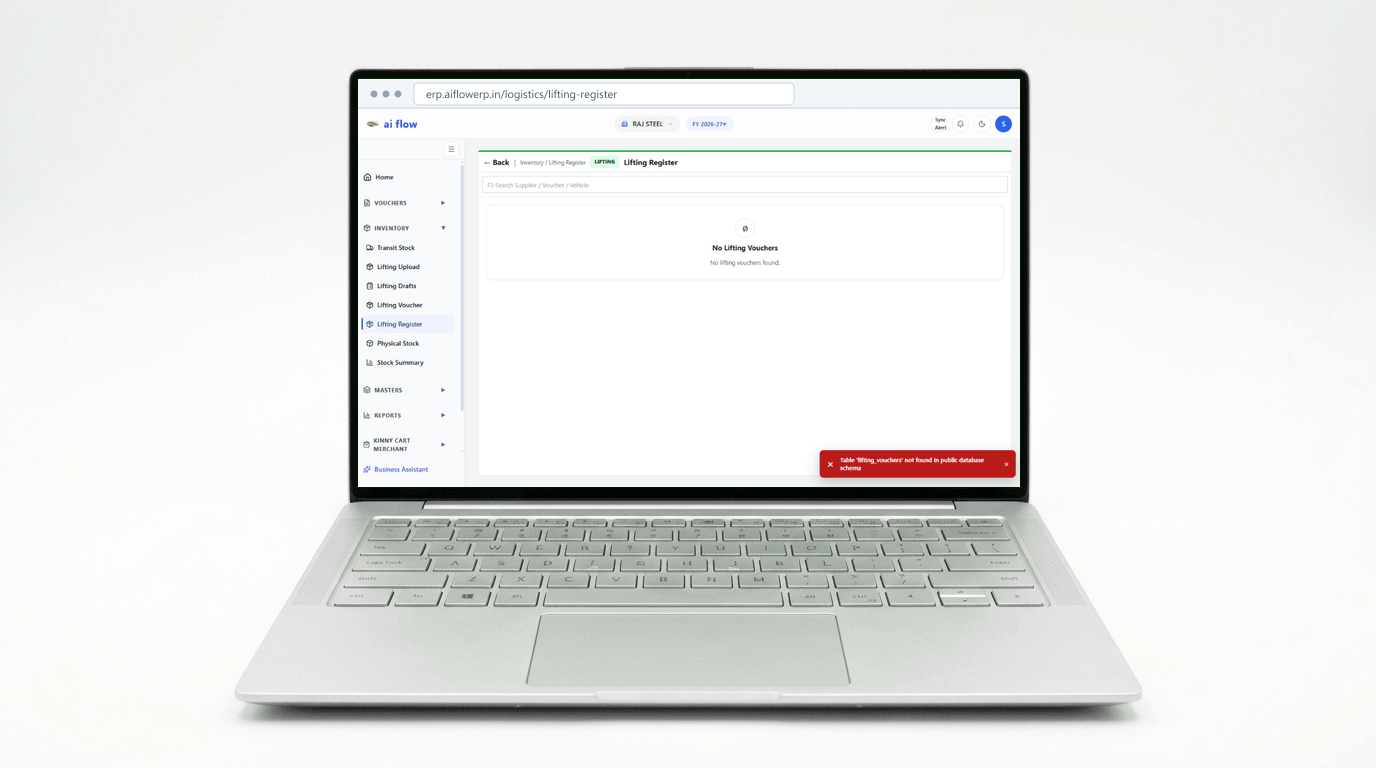 erp.aiflowerp.in/logistics/lifting-register
ai flow
RAJ STEEL
FY 2026-27
Sync
Alert
S
← Back | Inventory / Lifting Register LIFTING Lifting Register
F3 Search Supplier / Voucher / Vehicle
Ø
No Lifting Vouchers
No lifting vouchers found.
Home
VOUCHERS
INVENTORY
Transit Stock
Lifting Upload
Lifting Drafts
Lifting Voucher
Lifting Register
Physical Stock
Stock Summary
MASTERS
REPORTS
KINNY CART
MERCHANT
Business Assistant
Table 'lifting_vouchers' not found in public database
schema